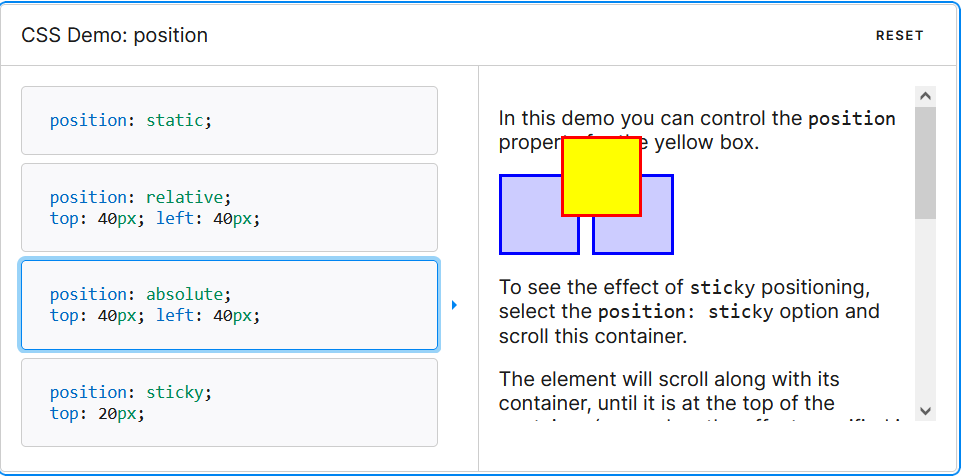 CSS Demo: position
RESET
position: static;
position: relative;
top: 40px; left: 40px;
position: absolute;
top: 40px; left: 40px;
position: sticky;
top: 20px;
In this demo you can control the position
yellow box.
To see the effect of sticky positioning,
select the position: sticky option and
scroll this container.
The element will scroll along with its
container, until it is at the top of the